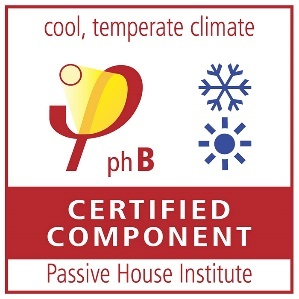 cool, temperate climate
phB
CERTIFIED
COMPONENT
Passive House Institute